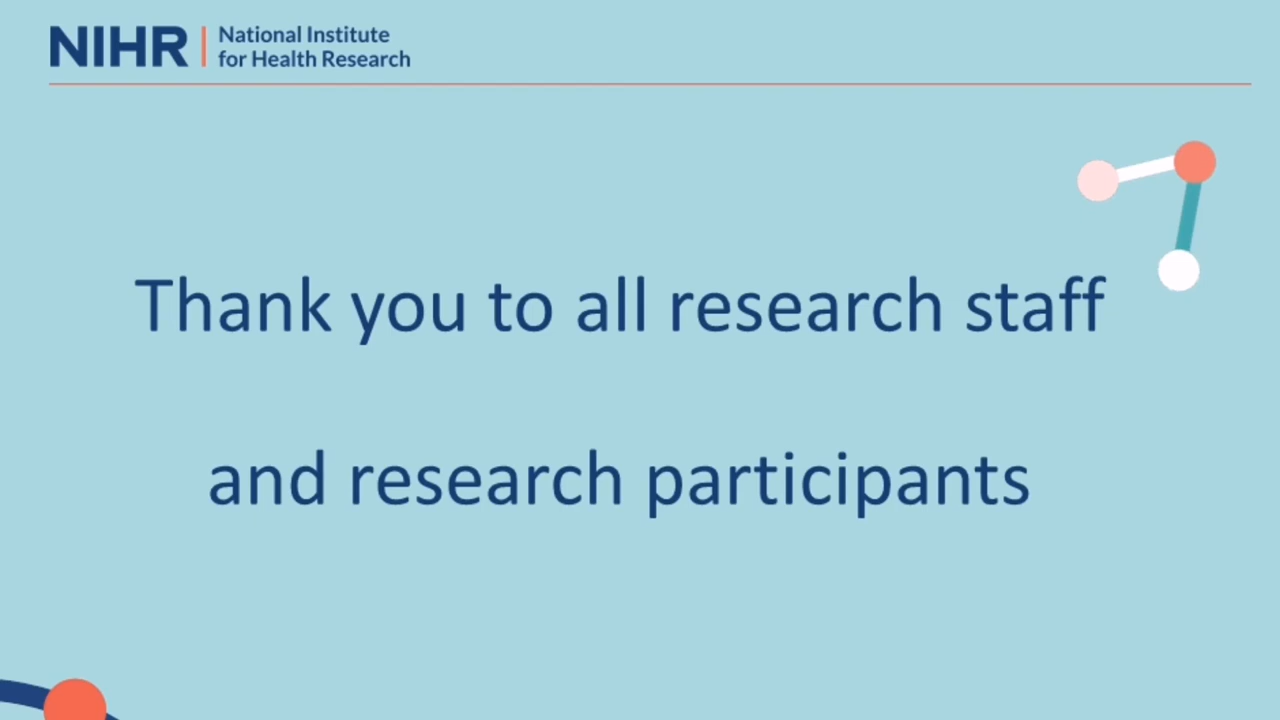 NIHR
National Institute
for Health Research
Thank you to all research staff
and research participants